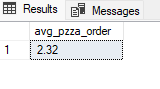 Results Messages
avg_pzza_order
1 2.32